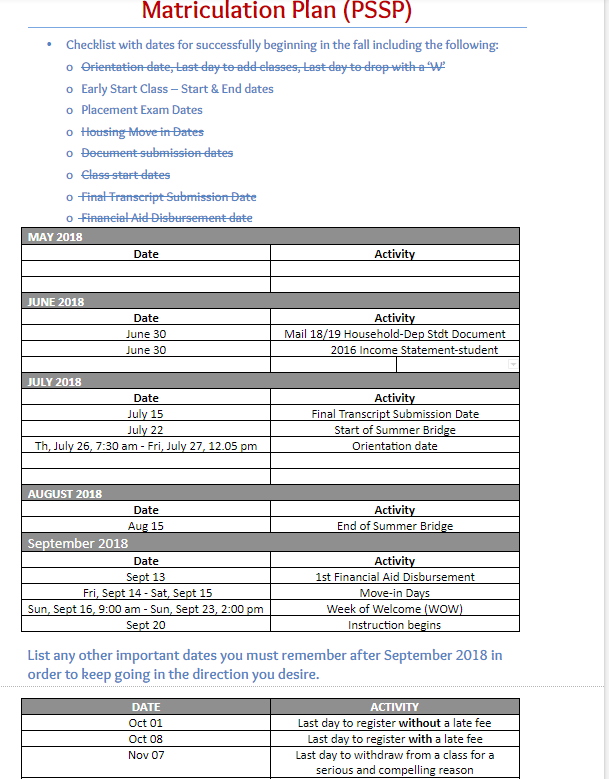 Matriculation Plan (PSSP)
• Checklist with dates for successfully beginning in the fall including the following:
o Orientation date, Last day to add classes, Last day to drop with a 'W'
o Early Start Class – Start & End dates
o Placement Exam Dates
o Housing Move in Dates
o Document submission dates
o Class start dates
o Final Transcript Submission Date
o Financial Aid Disbursement date
MAY 2018
Date Activity
JUNE 2018
Date Activity
June 30 Mail 18/19 Household-Dep Stdt Document
June 30 2016 Income Statement-student
JULY 2018
Date Activity
July 15 Final Transcript Submission Date
July 22 Start of Summer Bridge
Th, July 26, 7:30 am - Fri, July 27, 12.05 pm Orientation date
AUGUST 2018
Date Activity
Aug 15 End of Summer Bridge
September 2018
Date Activity
Sept 13 1st Financial Aid Disbursement
Fri, Sept 14 - Sat, Sept 15 Move-in Days
Sun, Sept 16, 9:00 am - Sun, Sept 23, 2:00 pm Week of Welcome (WOW)
Sept 20 Instruction begins
List any other important dates you must remember after September 2018 in
order to keep going in the direction you desire.
DATE ACTIVITY
Oct 01 Last day to register without a late fee
Oct 08 Last day to register with a late fee
Nov 07 Last day to withdraw from a class for a
serious and compelling reason